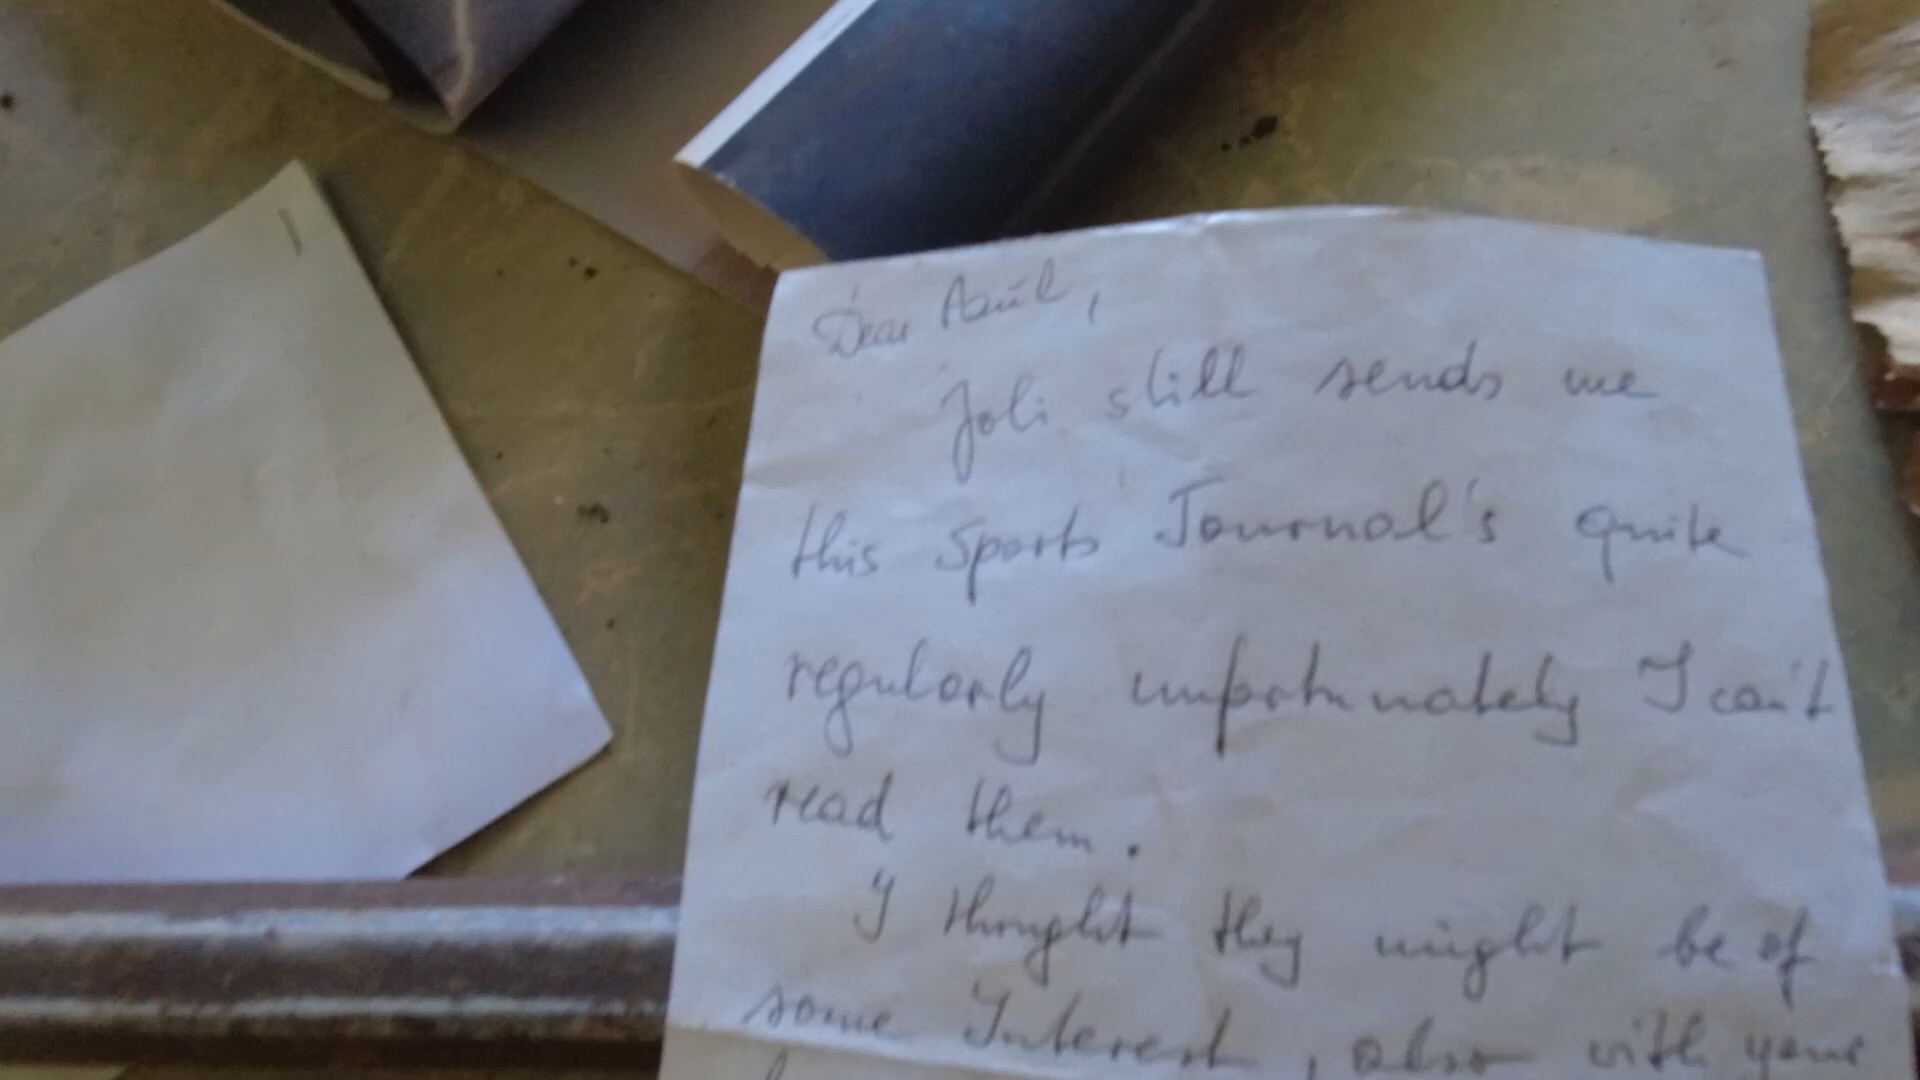 Dear Paul,
Joli still sends me
this Sports Journal's quite
regularly unfortunately I can't
read them.
I thought they might be of
some Interest, also with your